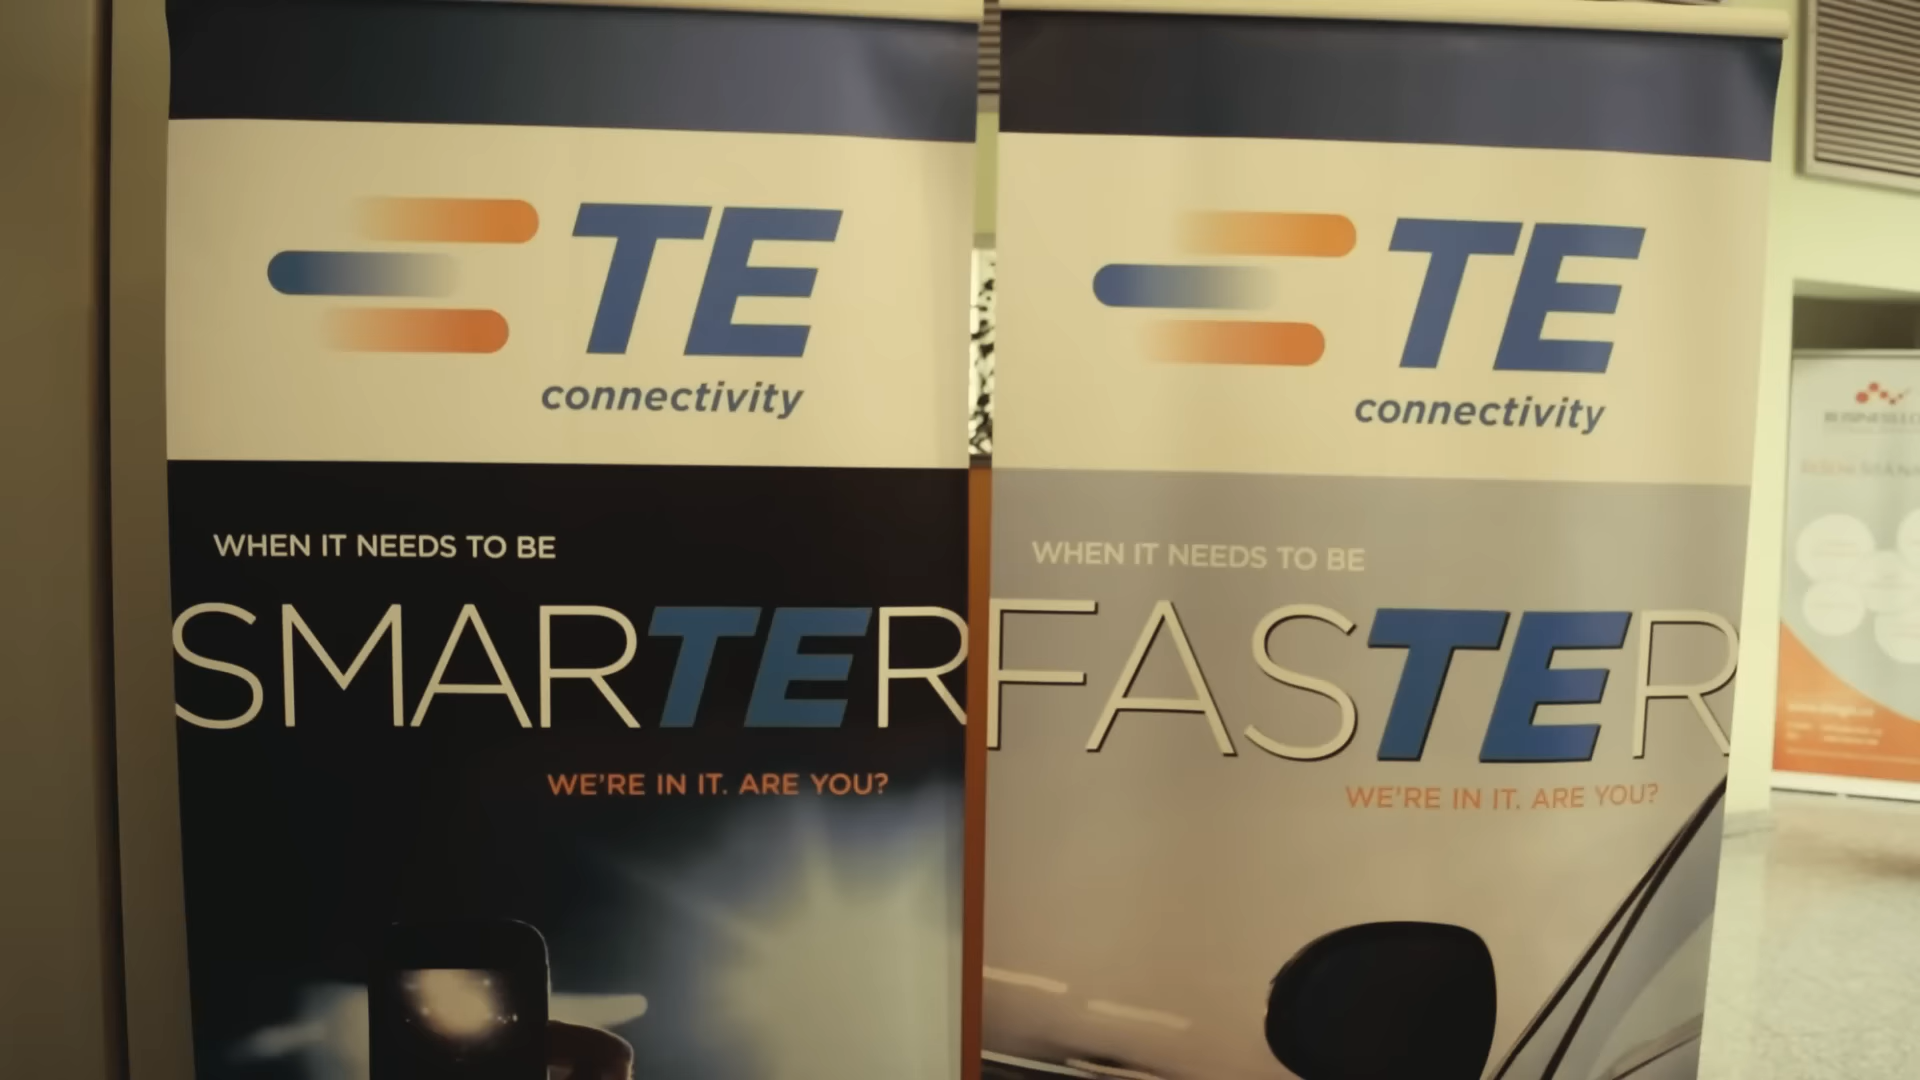 TE
connectivity
WHEN IT NEEDS TO BE
SMARTER
WE'RE IN IT. ARE YOU?
TE
connectivity
WHEN IT NEEDS TO BE
FASTER
WE'RE IN IT. ARE YOU?